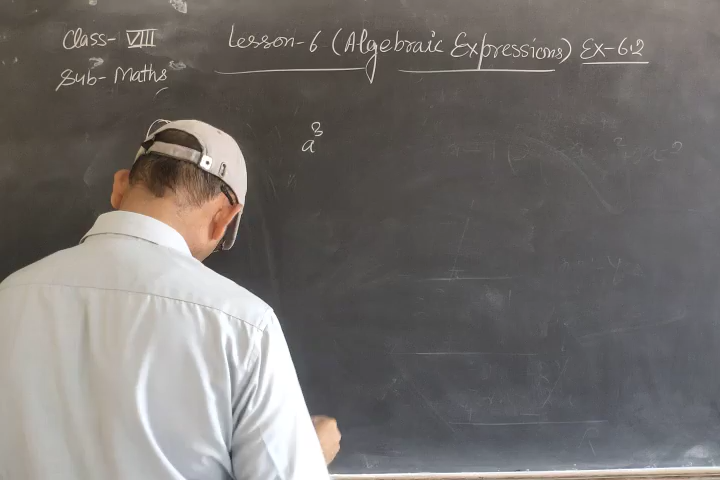 Class- VIII Lesson-6 (Algebraic Expressions) Ex-6.2
Sub- Maths
a³